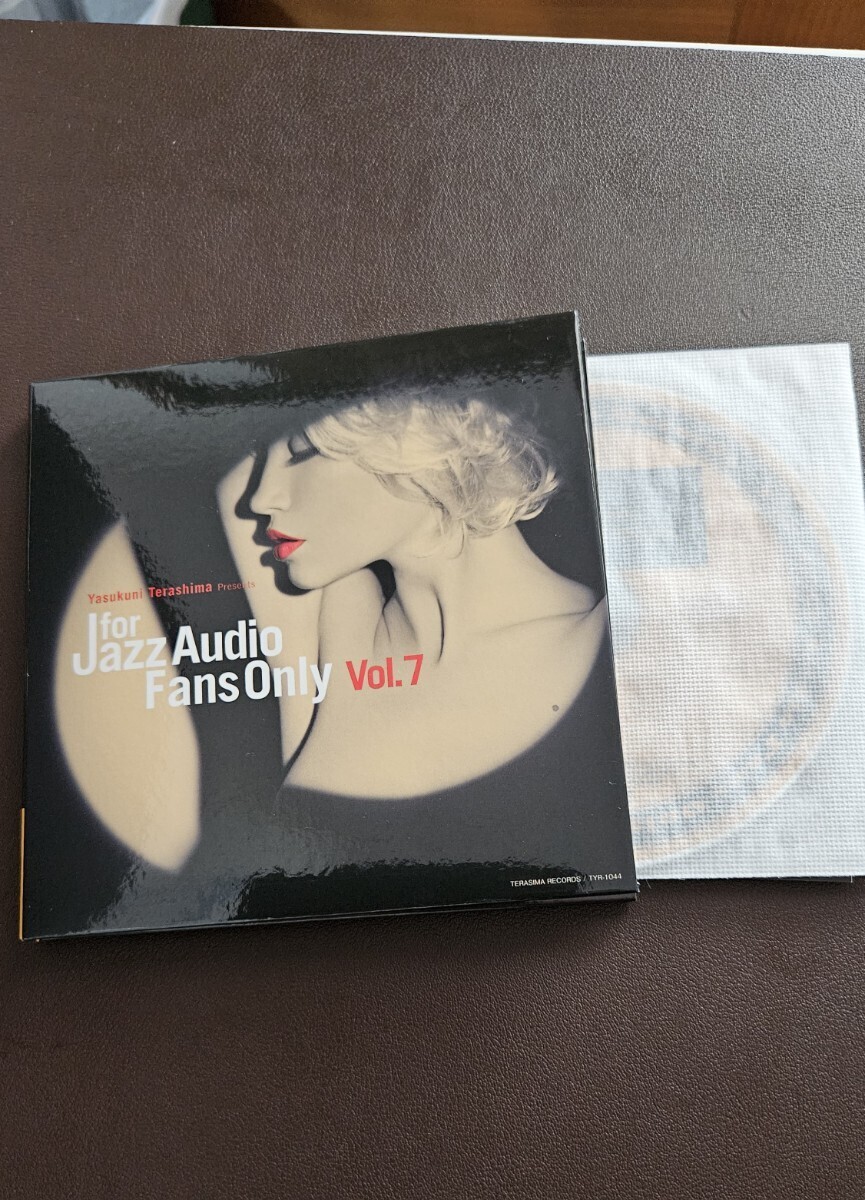 Yasukuni Terashima Presents
for
Jazz Audio
Fans Only Vol.7
TERASIMA RECORDS / TYR-1044